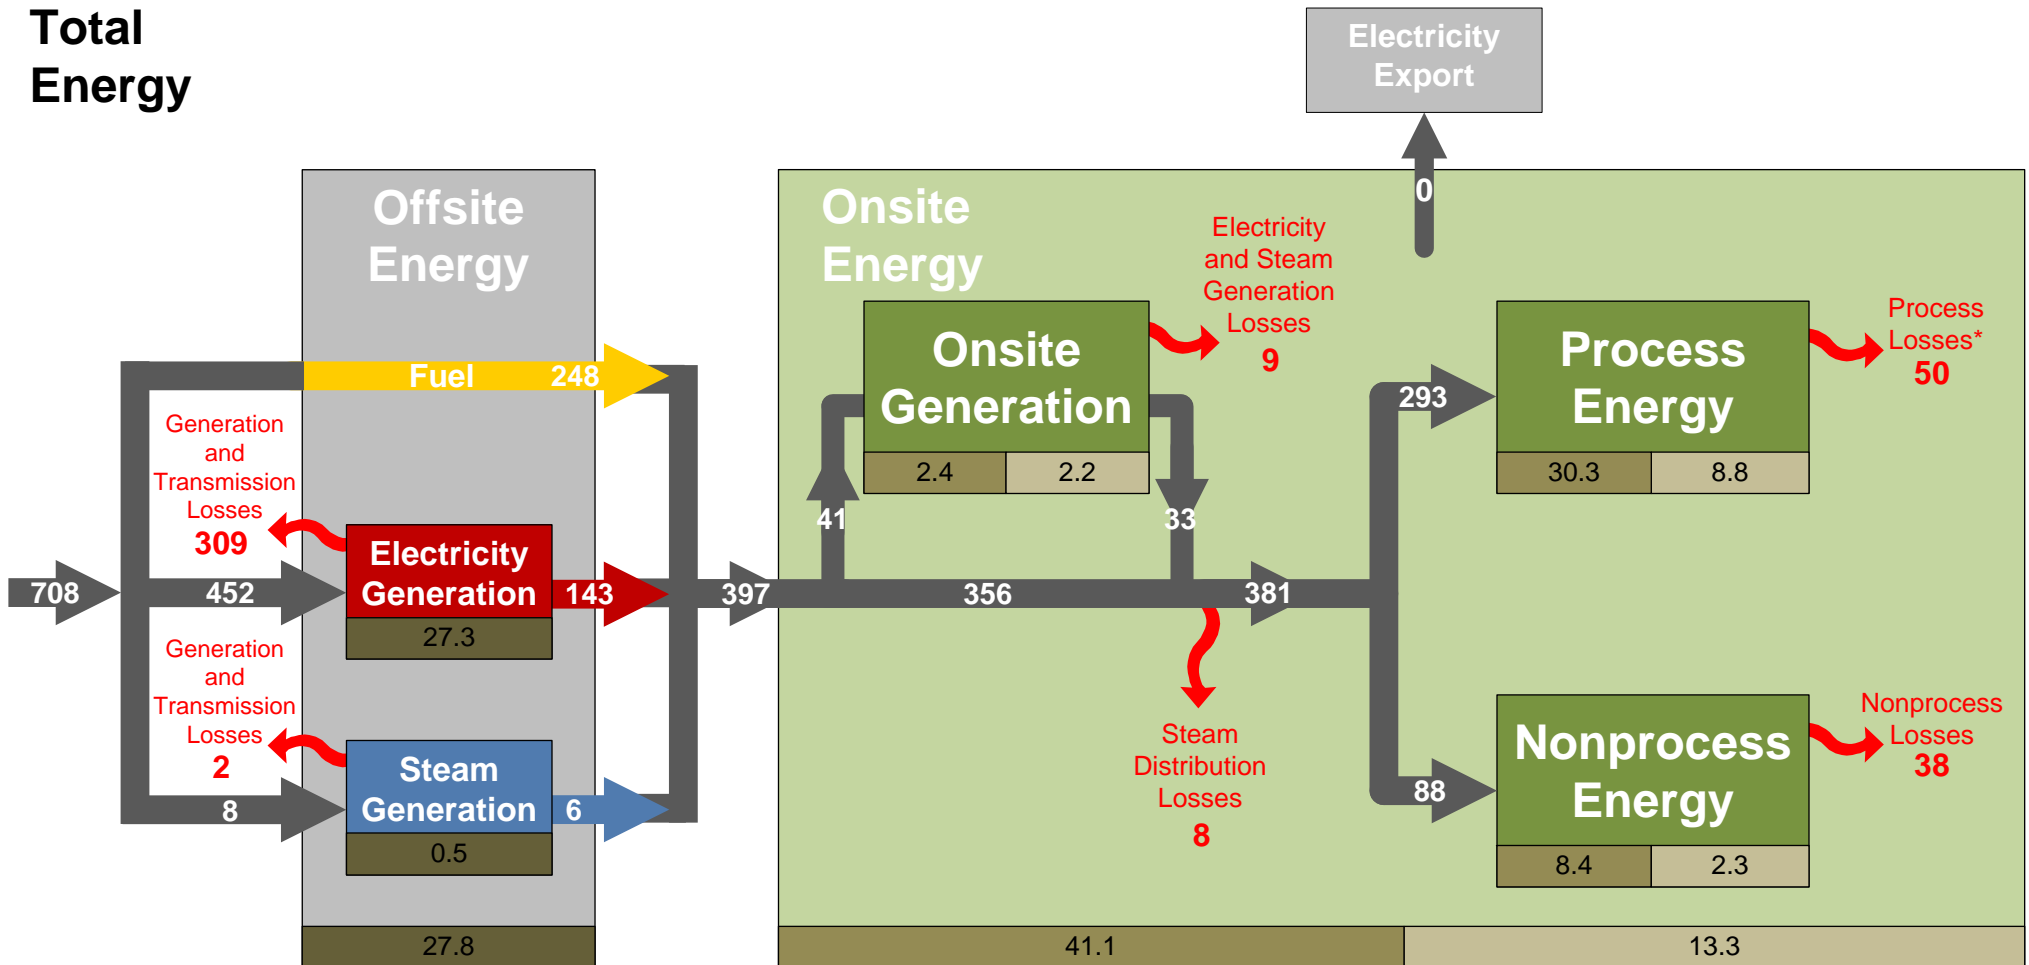 Total
Energy
Electricity
Export
0
Offsite
Energy
Onsite
Energy
Fuel 248
Generation
and
Transmission
Losses
309
708
452
Electricity
Generation
143
27.3
Generation
and
Transmission
Losses
2
8
Steam
Generation
6
0.5
27.8
397
41
Onsite
Generation
2.4 2.2
33
Electricity
and Steam
Generation
Losses
9
356
381
Steam
Distribution
Losses
8
293
Process
Energy
30.3 8.8
Process
Losses*
50
88
Nonprocess
Energy
8.4 2.3
Nonprocess
Losses
38
41.1 13.3